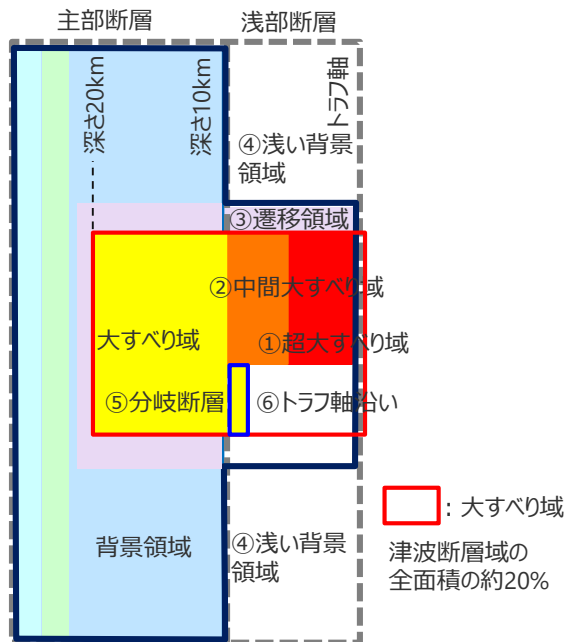 主部断層
浅部断層
深さ20km
深さ10km
トラフ軸
④浅い背景
領域
③遷移領域
②中間大すべり域
①超大すべり域
大すべり域
⑤分岐断層
⑥トラフ軸沿い
背景領域
④浅い背景
領域
：大すべり域
津波断層域の
全面積の約20%